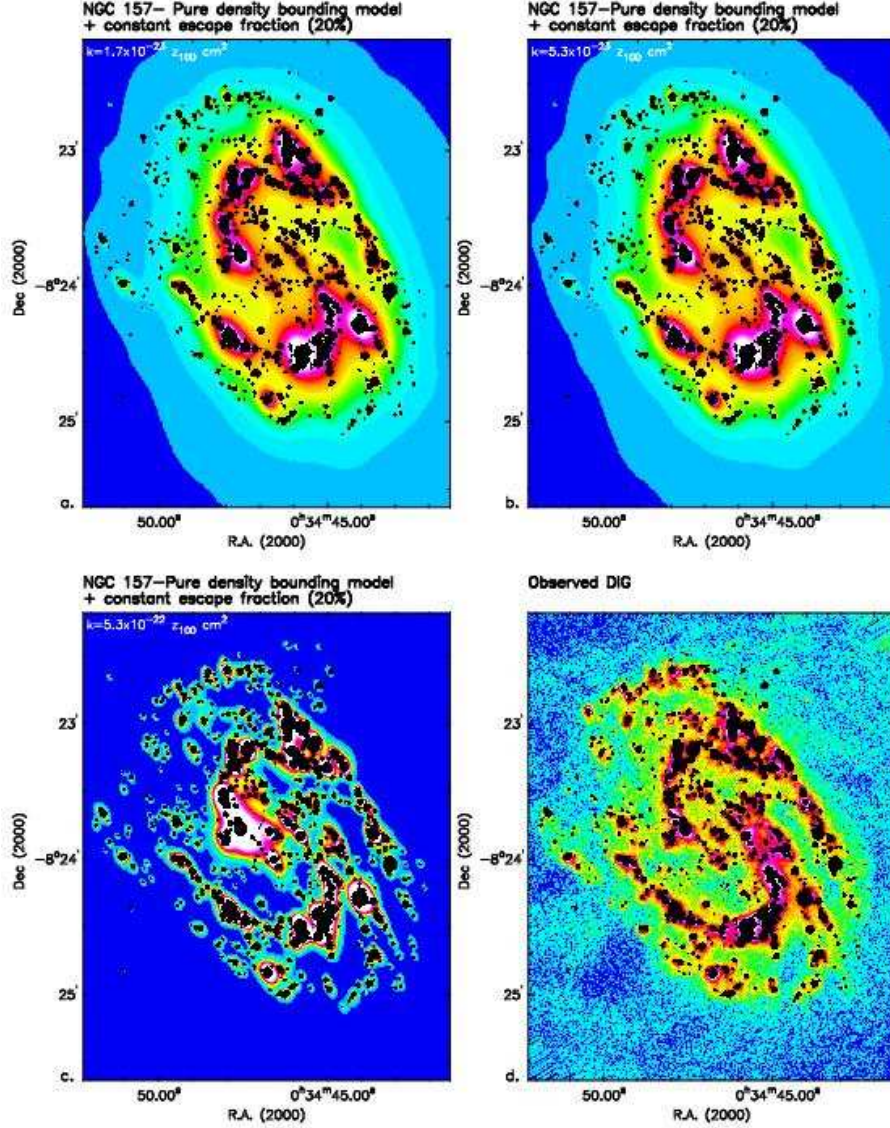 NGC 157- Pure density bounding model
+ constant escape fraction (20%)
k=1.7x10⁻²³ z₁₀₀ cm²
23'
-8°24'
25'
Dec (2000)
a.
50.00ˢ
0ʰ34ᵐ45.00ˢ
R.A. (2000)
NGC 157- Pure density bounding model
+ constant escape fraction (20%)
k=5.3x10⁻²³ z₁₀₀ cm²
23'
-8°24'
25'
Dec (2000)
b.
50.00ˢ
0ʰ34ᵐ45.00ˢ
R.A. (2000)
NGC 157-Pure density bounding model
+ constant escape fraction (20%)
k=5.3x10⁻²² z₁₀₀ cm²
23'
-8°24'
25'
Dec (2000)
c.
50.00ˢ
0ʰ34ᵐ45.00ˢ
R.A. (2000)
Observed DIG
23'
-8°24'
25'
Dec (2000)
d.
50.00ˢ
0ʰ34ᵐ45.00ˢ
R.A. (2000)